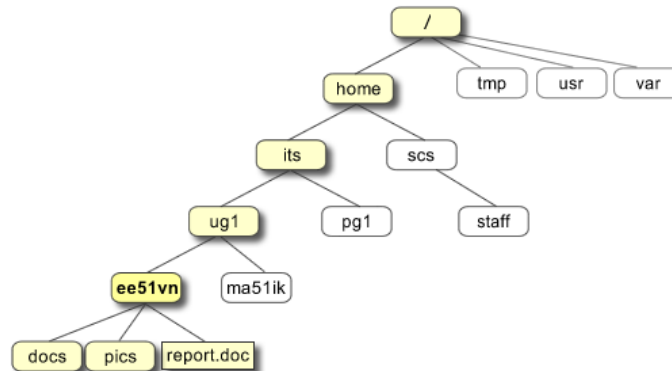 /
home
tmp
usr
var
its
scs
ug1
pg1
staff
ee51vn
ma51ik
docs
pics
report.doc